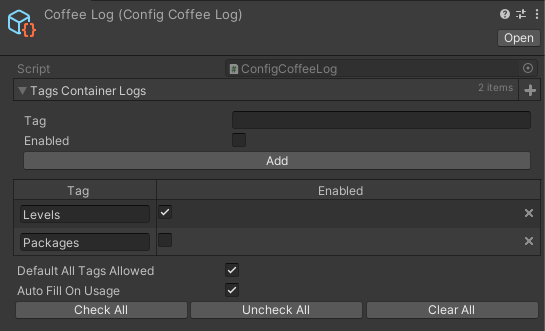 Coffee Log (Config Coffee Log)
Open
Script ConfigCoffeeLog
Tags Container Logs 2 items
Tag
Enabled
Add
Tag Enabled
Levels
Packages
Default All Tags Allowed
Auto Fill On Usage
Check All Uncheck All Clear All